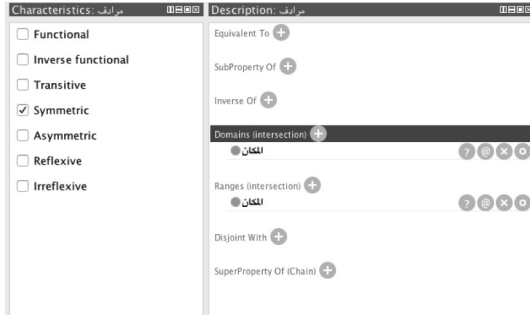 Characteristics: مرادف
Functional
Inverse functional
Transitive
Symmetric
Asymmetric
Reflexive
Irreflexive
Description: مرادف
Equivalent To
SubProperty Of
Inverse Of
Domains (intersection)
المكان
Ranges (intersection)
المكان
Disjoint With
SuperProperty Of (Chain)